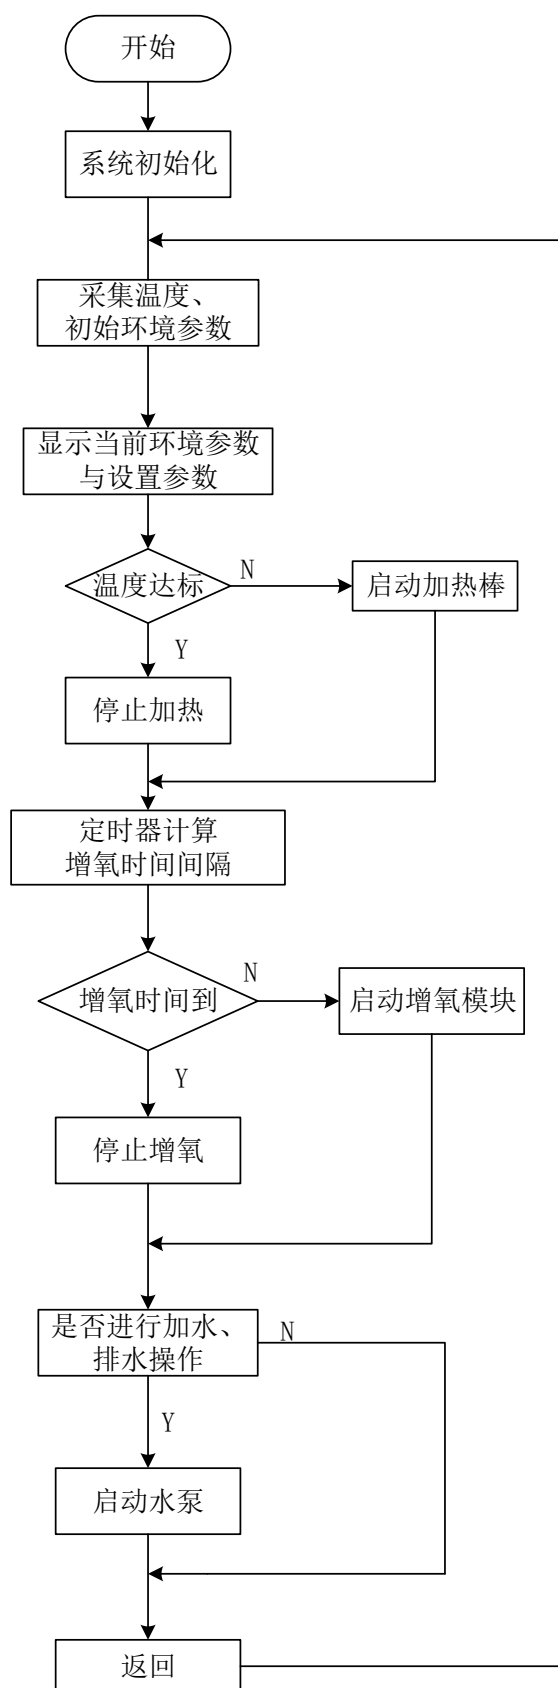 开始
系统初始化
采集温度、
初始环境参数
显示当前环境参数
与设置参数
温度达标
N
启动加热棒
Y
停止加热
定时器计算
增氧时间间隔
增氧时间到
N
启动增氧模块
Y
停止增氧
是否进行加水、
排水操作
N
Y
启动水泵
返回